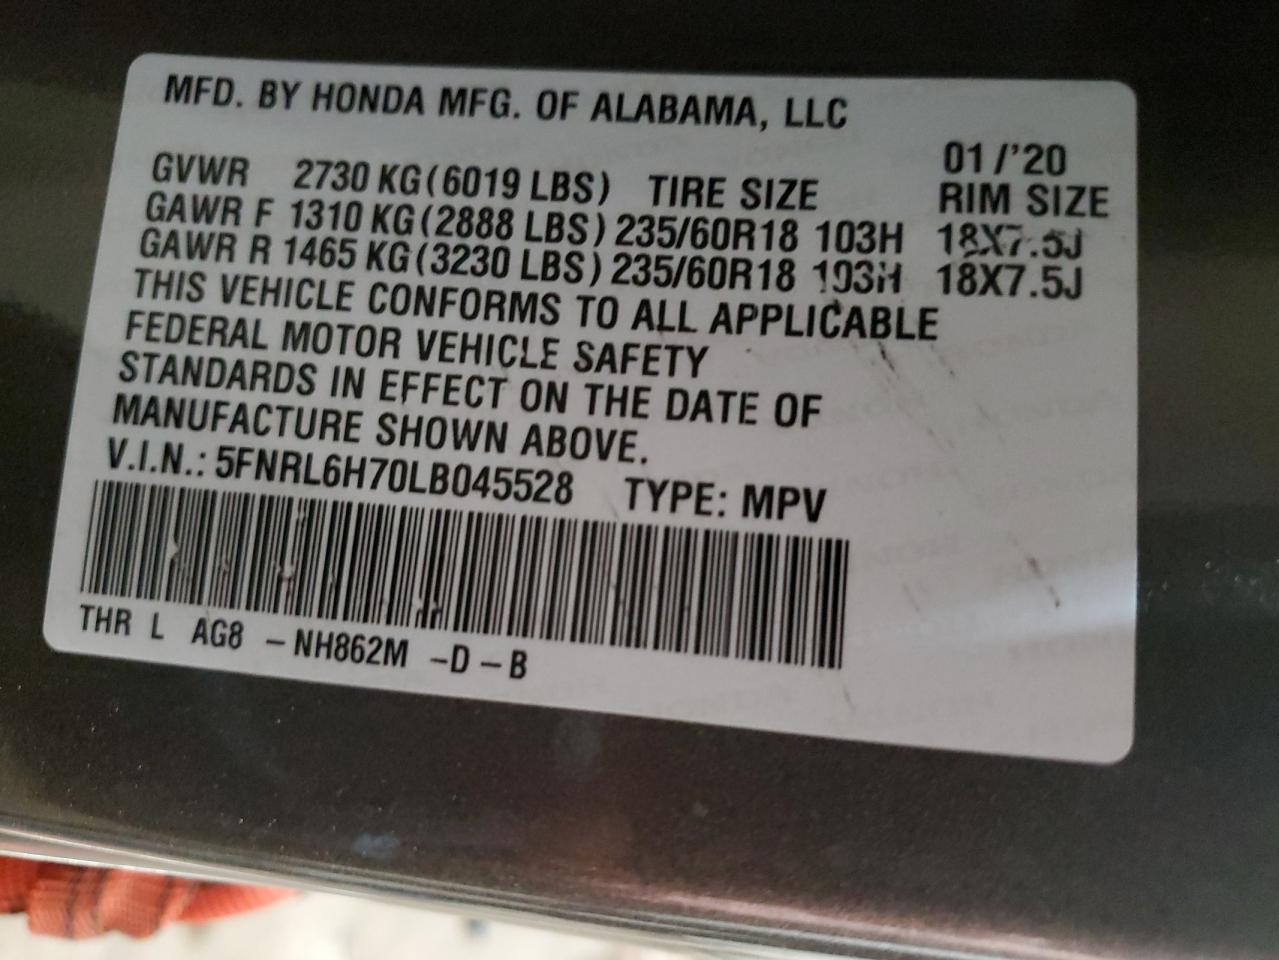 MFD. BY HONDA MFG. OF ALABAMA, LLC
01/'20
GVWR 2730 KG(6019 LBS) TIRE SIZE RIM SIZE
GAWR F 1310 KG(2888 LBS) 235/60R18 103H 18X7.5J
GAWR R 1465 KG(3230 LBS) 235/60R18 103H 18X7.5J
THIS VEHICLE CONFORMS TO ALL APPLICABLE
FEDERAL MOTOR VEHICLE SAFETY
STANDARDS IN EFFECT ON THE DATE OF
MANUFACTURE SHOWN ABOVE.
V.I.N.: 5FNRL6H70LB045528 TYPE: MPV
THR L AG8 -NH862M -D-B